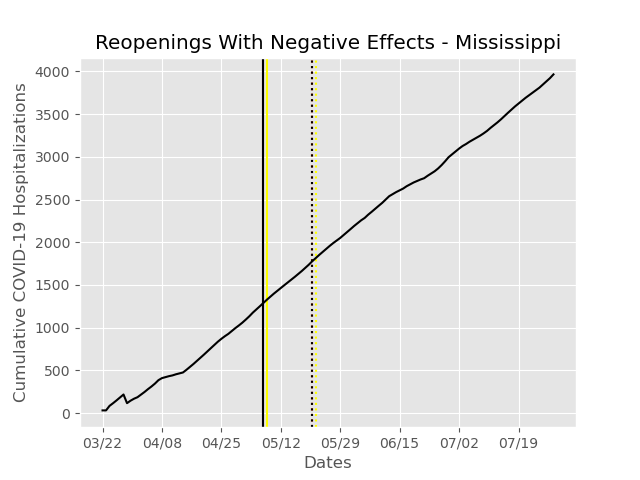 Reopenings With Negative Effects - Mississippi
Cumulative COVID-19 Hospitalizations
4000
3500
3000
2500
2000
1500
1000
500
0
03/22 04/08 04/25 05/12 05/29 06/15 07/02 07/19
Dates